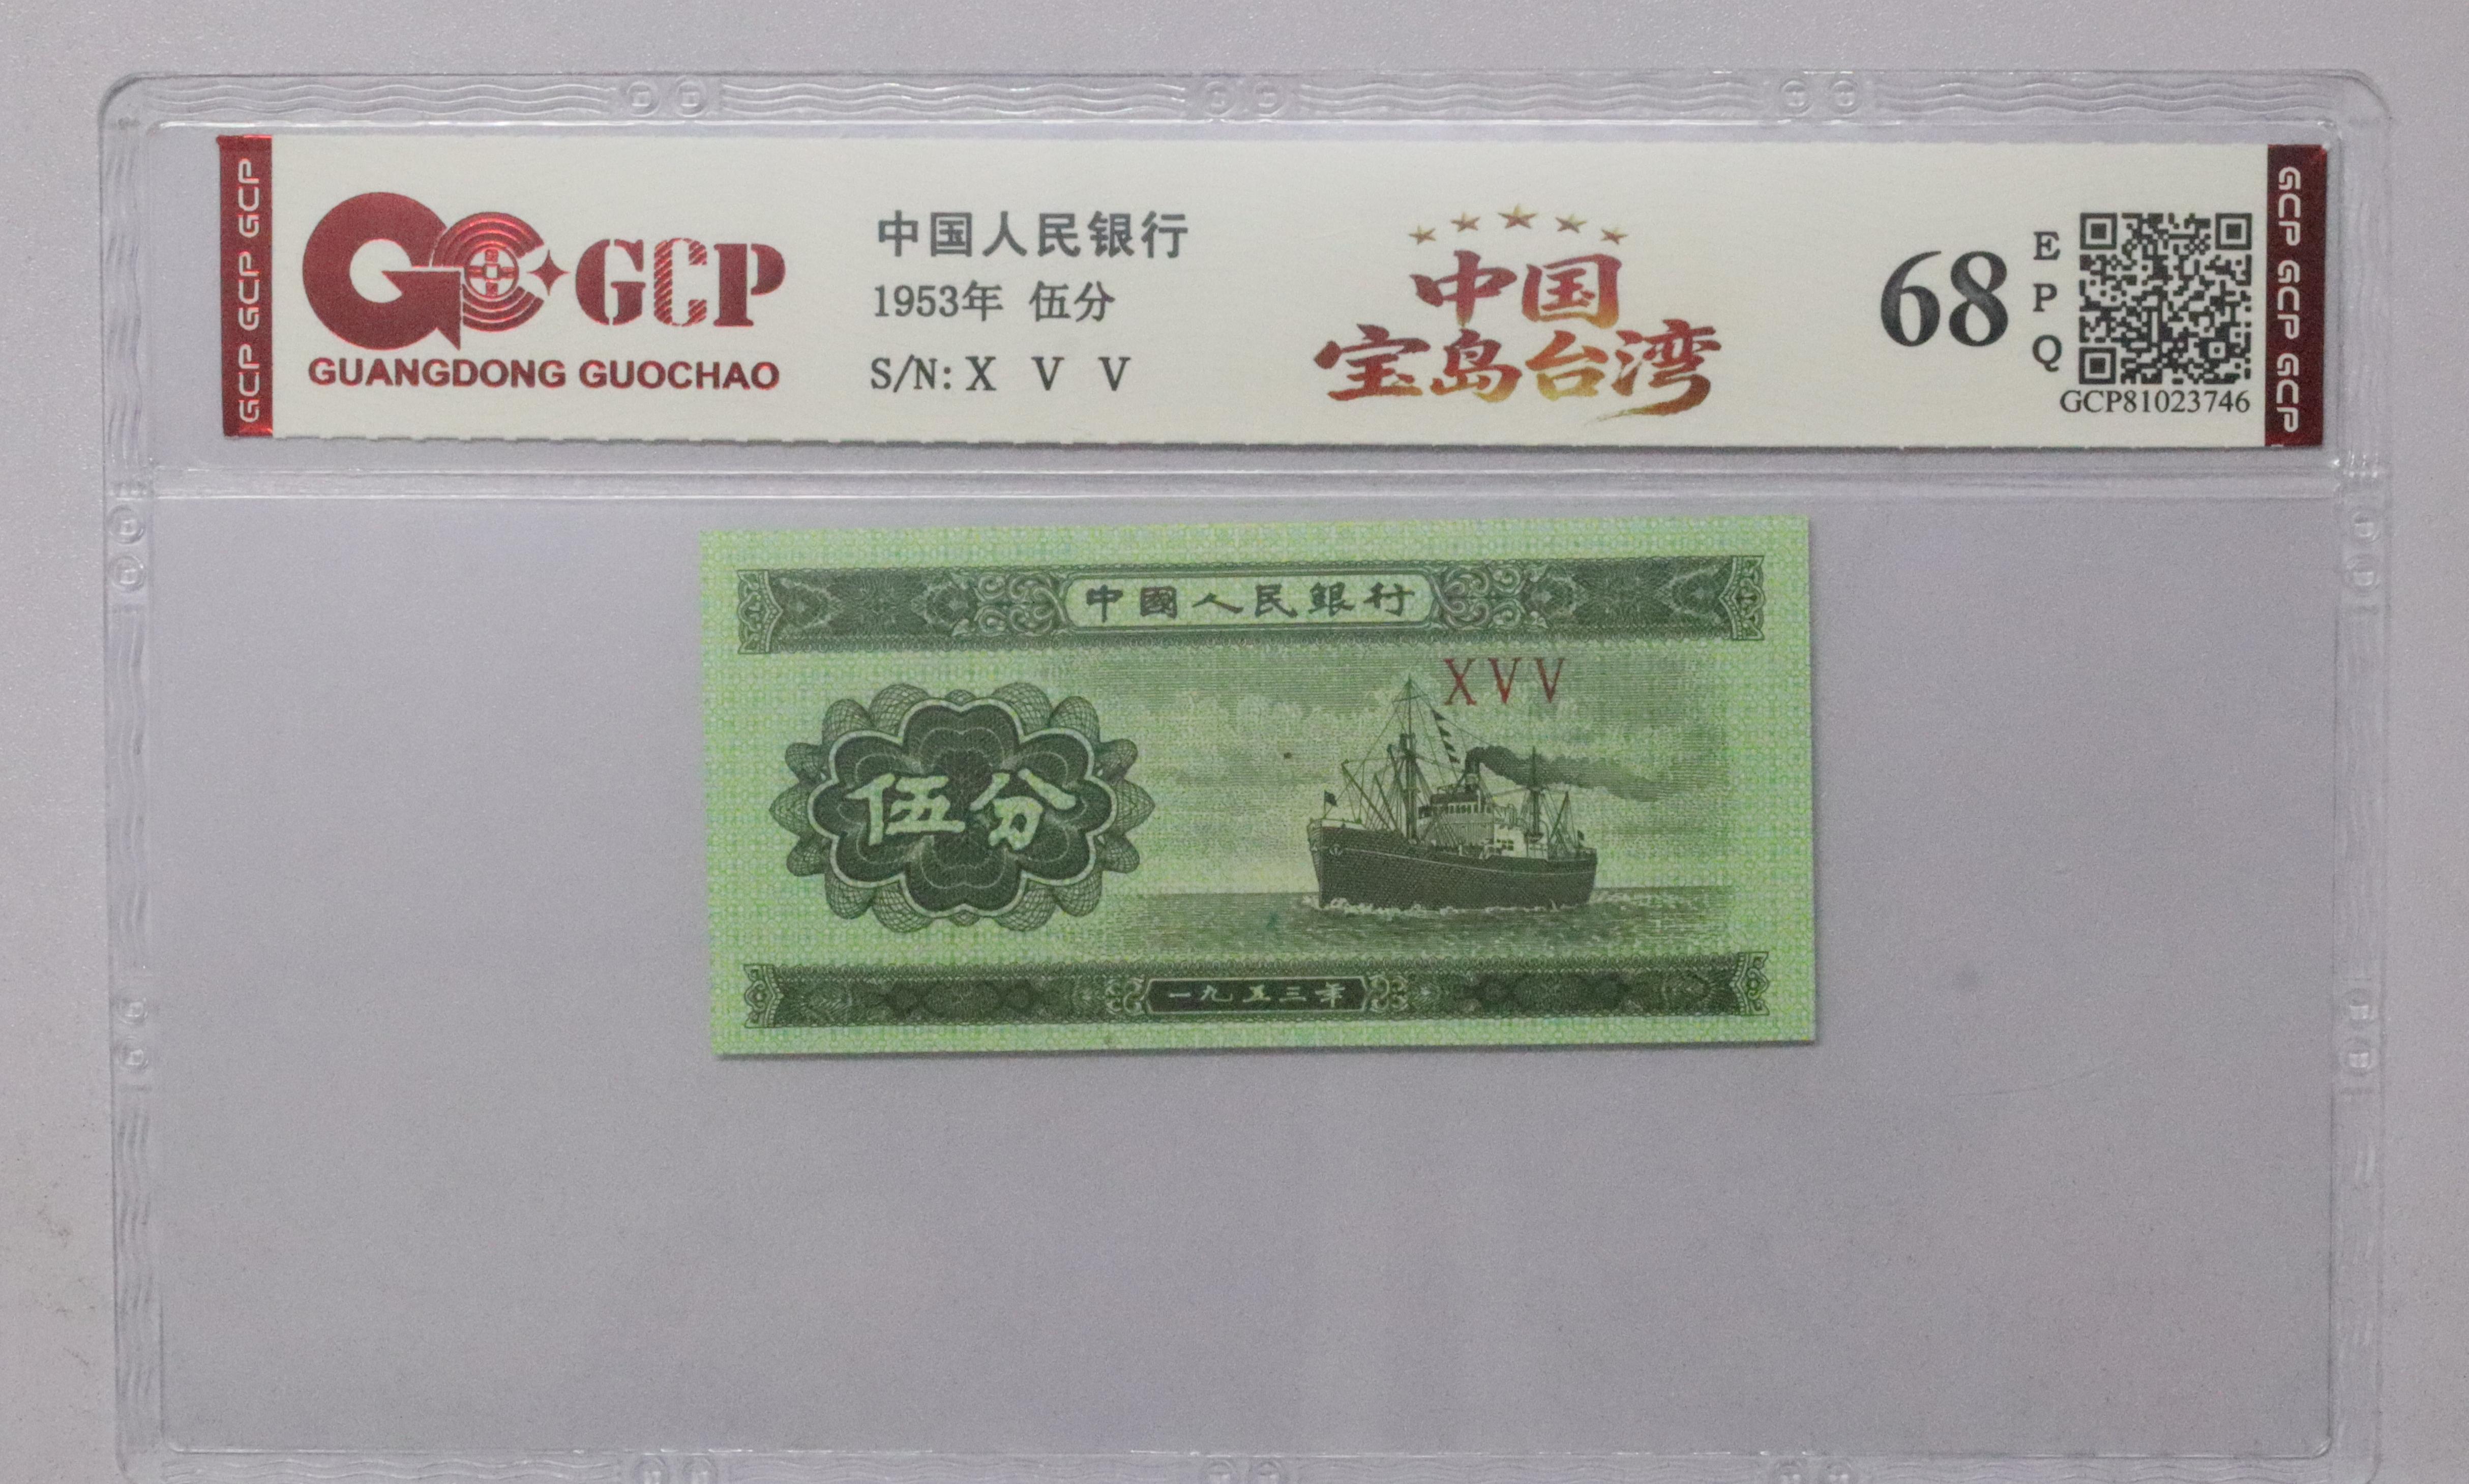 GCP GCP GCP
GCP
GUANGDONG GUOCHAO
中国人民银行
1953年 伍分
S/N: X V V
中国
宝岛台湾
68
E
P
Q
GCP81023746
GCP GCP GCP
中國人民銀行
XVV
伍分
一九五三年